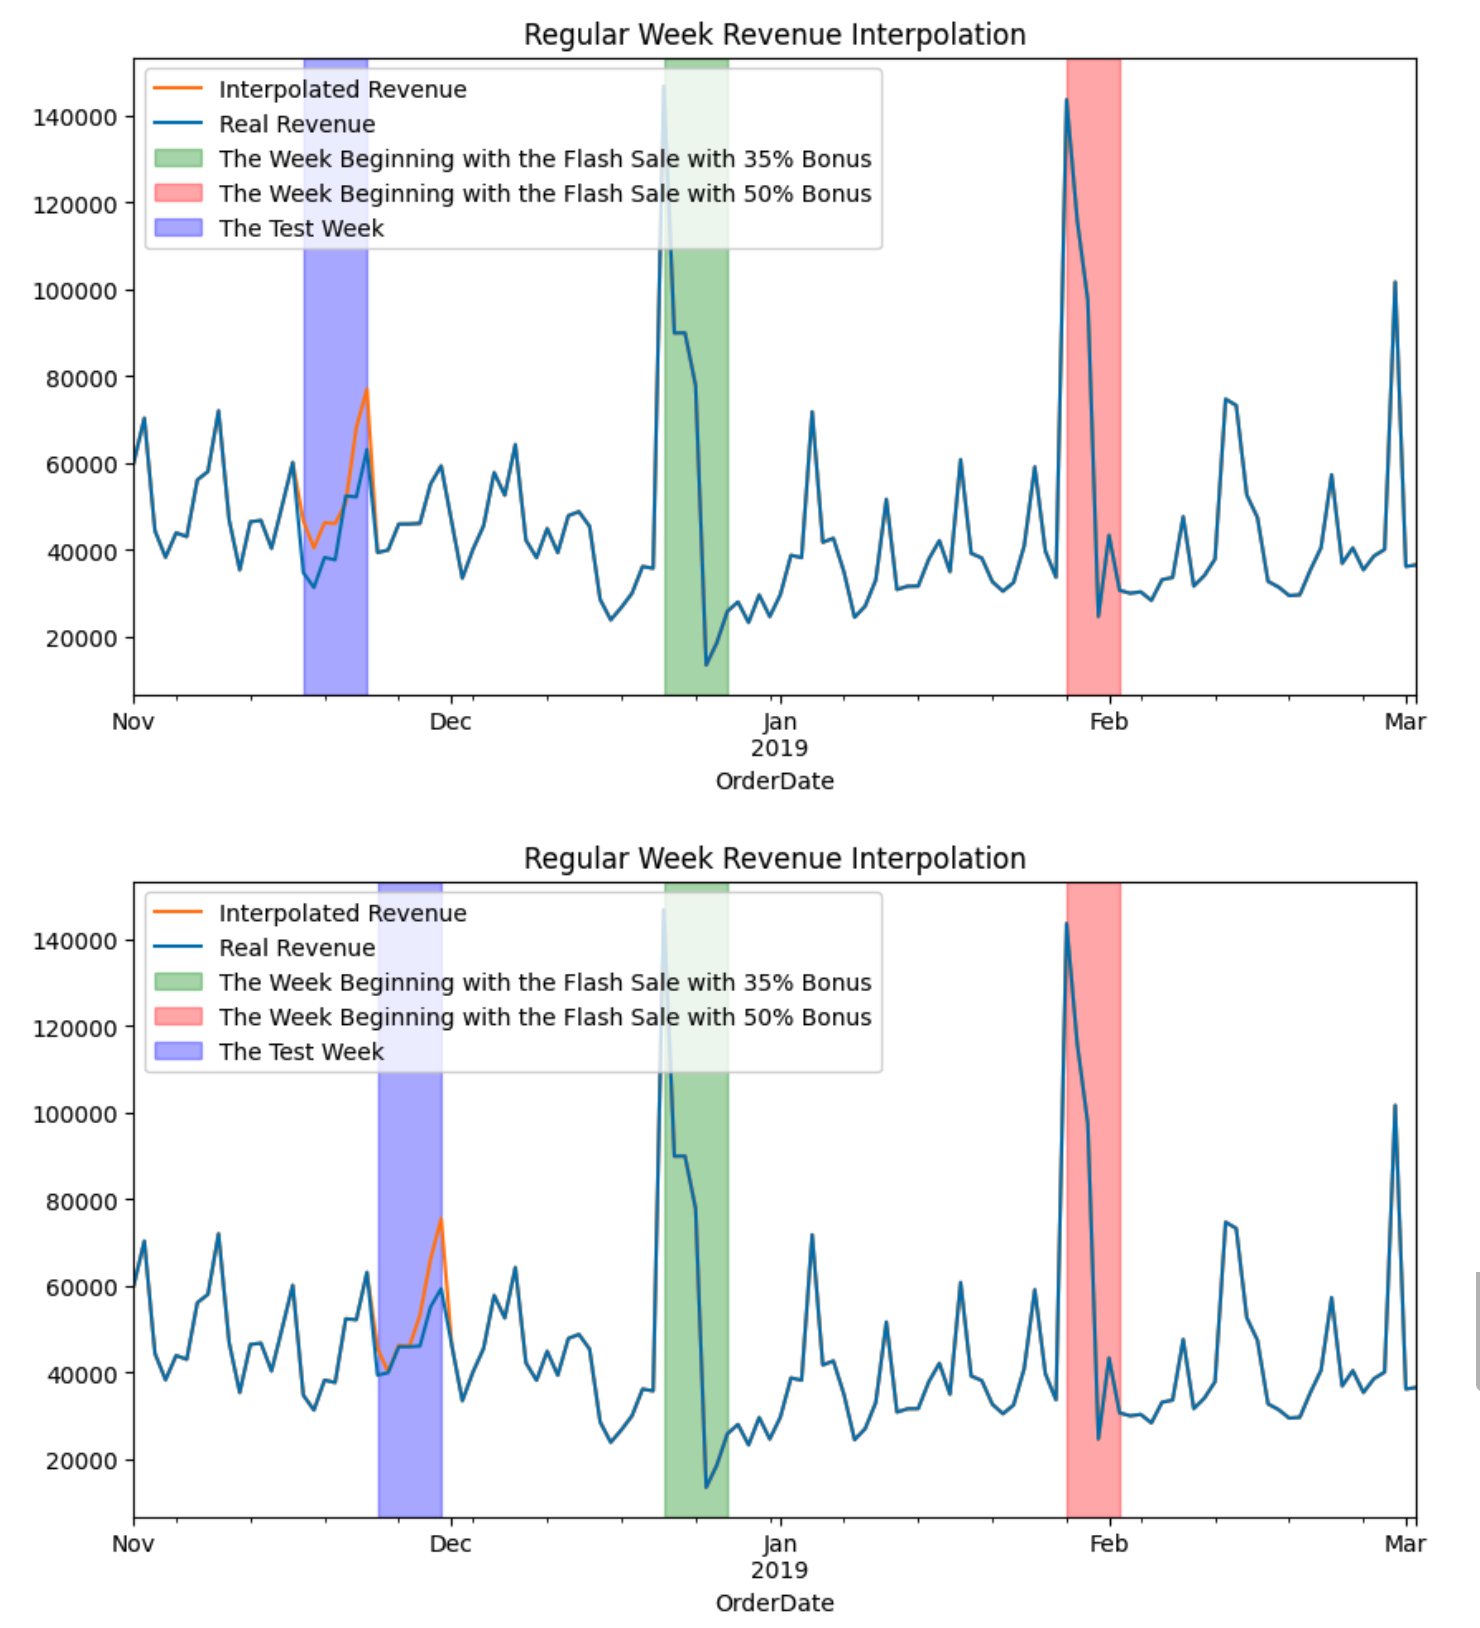 Regular Week Revenue Interpolation
Interpolated Revenue
Real Revenue
The Week Beginning with the Flash Sale with 35% Bonus
The Week Beginning with the Flash Sale with 50% Bonus
The Test Week
140000
120000
100000
80000
60000
40000
20000
Nov Dec Jan Feb Mar
2019
OrderDate
Regular Week Revenue Interpolation
Interpolated Revenue
Real Revenue
The Week Beginning with the Flash Sale with 35% Bonus
The Week Beginning with the Flash Sale with 50% Bonus
The Test Week
140000
120000
100000
80000
60000
40000
20000
Nov Dec Jan Feb Mar
2019
OrderDate